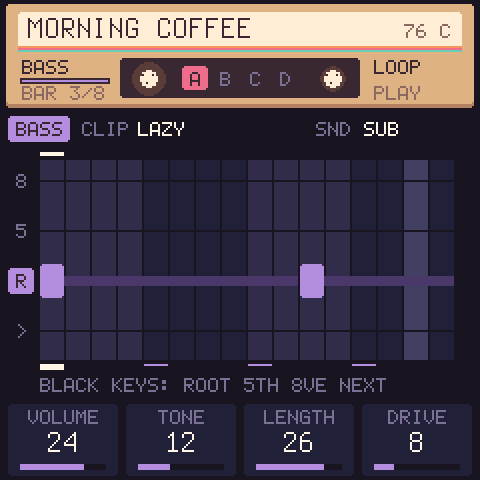 MORNING COFFEE 76 C
BASS A B C D LOOP
BAR 3/8 PLAY
BASS CLIP LAZY SND SUB
8
5
R
>
BLACK KEYS: ROOT 5TH 8VE NEXT
VOLUME TONE LENGTH DRIVE
24 12 26 8